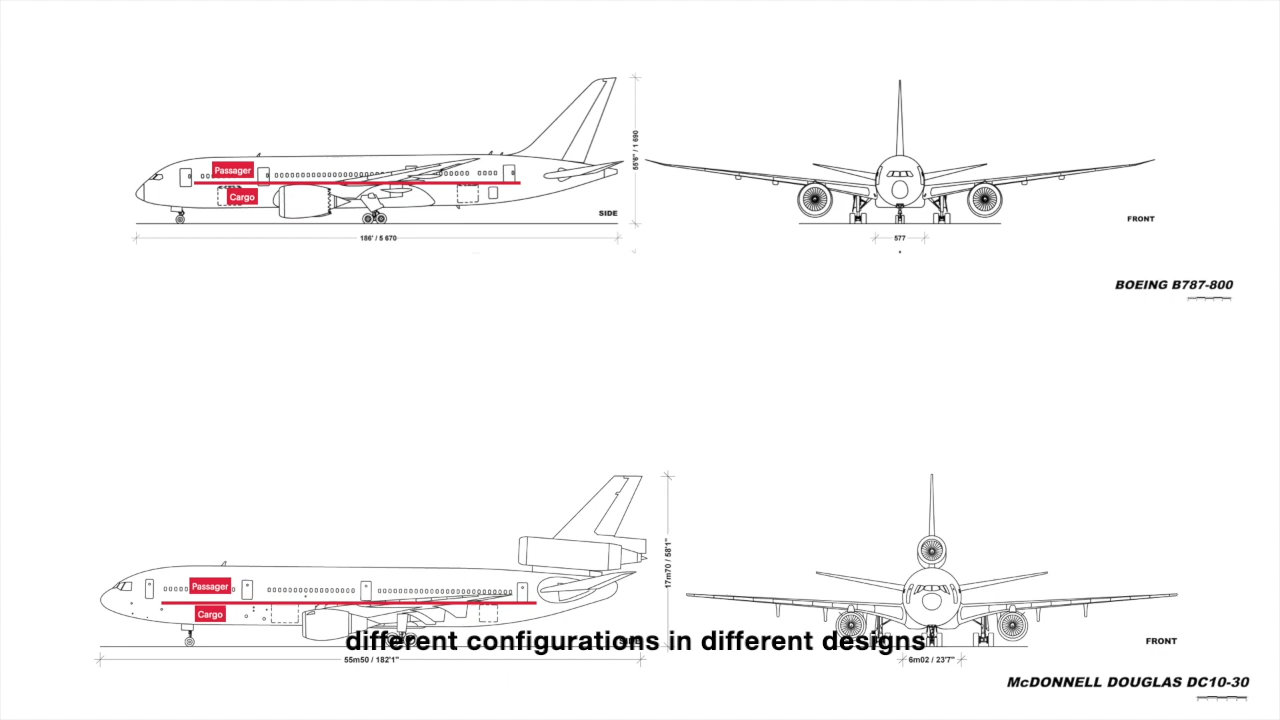 Passager
Cargo
55'6" / 1 690
SIDE
FRONT
186' / 5 670
577
BOEING B787-800
Passager
Cargo
17m70 / 58'1"
different configurations in different designs
FRONT
55m50 / 182'1"
6m02 / 23'7"
McDONNELL DOUGLAS DC10-30